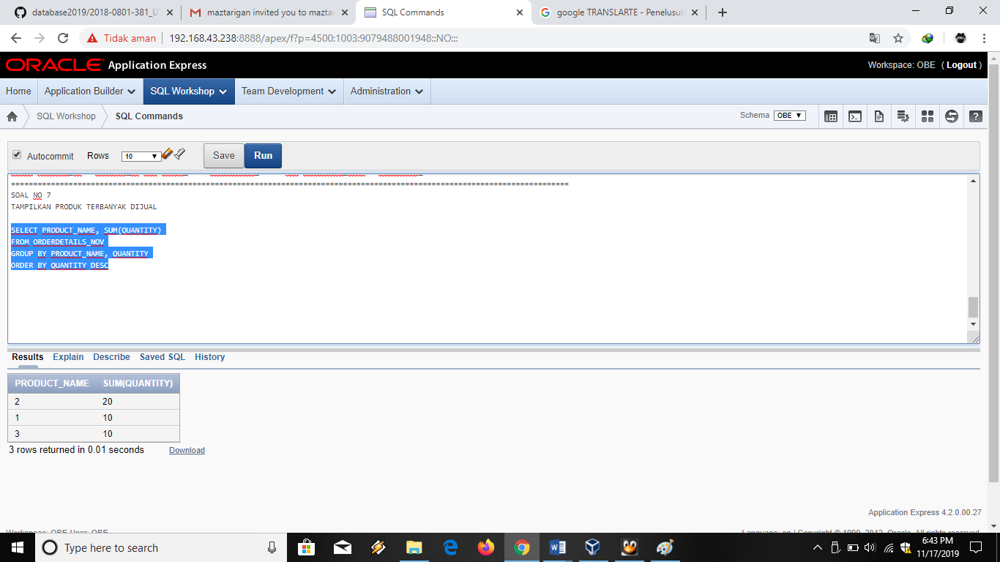 database2019/2018-0801-381_U
maztarigan invited you to maztar
SQL Commands
google TRANSLARTE - Penelusur
Tidak aman
192.168.43.238:8888/apex/f?p=4500:1003:9079488001948::NO:::
ORACLE Application Express
Workspace: OBE ( Logout )
Home
Application Builder
SQL Workshop
Team Development
Administration
SQL Workshop
SQL Commands
Schema
OBE
?
Autocommit
Rows
10
Save
Run
===============================================================================================================================
SOAL NO 7
TAMPILKAN PRODUK TERBANYAK DIJUAL
SELECT PRODUCT_NAME, SUM(QUANTITY)
FROM ORDERDETAILS_NOV
GROUP BY PRODUCT_NAME, QUANTITY
ORDER BY QUANTITY DESC
Results
Explain
Describe
Saved SQL
History
PRODUCT_NAME SUM(QUANTITY)
2 20
1 10
3 10
3 rows returned in 0.01 seconds
Download
Application Express 4.2.0.00.27
Workspace: OBE User: OBE
Language: en | Copyright © 1999, 2012, Oracle. All rights reserved.
Type here to search
6:43 PM
11/17/2019